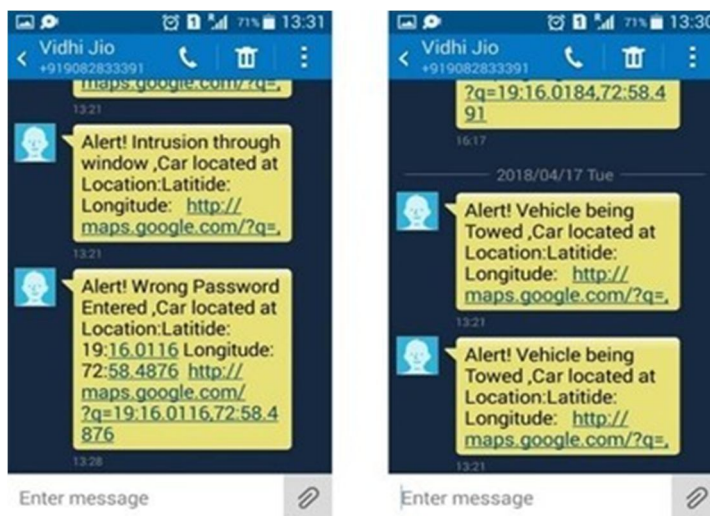 71% 13:31
Vidhi Jio
+919082833391
maps.google.com/?q=,
13:21
Alert! Intrusion through
window ,Car located at
Location:Latitide:
Longitude: http://
maps.google.com/?q=,
13:21
Alert! Wrong Password
Entered ,Car located at
Location:Latitide:
19:16.0116 Longitude:
72:58.4876 http://
maps.google.com/
?q=19:16.0116,72:58.4
876
13:28
Enter message
71% 13:30
Vidhi Jio
+919082833391
?q=19:16.0184,72:58.4
91
16:17
2018/04/17 Tue
Alert! Vehicle being
Towed ,Car located at
Location:Latitide:
Longitude: http://
maps.google.com/?q=,
13:21
Alert! Vehicle being
Towed ,Car located at
Location:Latitide:
Longitude: http://
maps.google.com/?q=,
13:21
Enter message